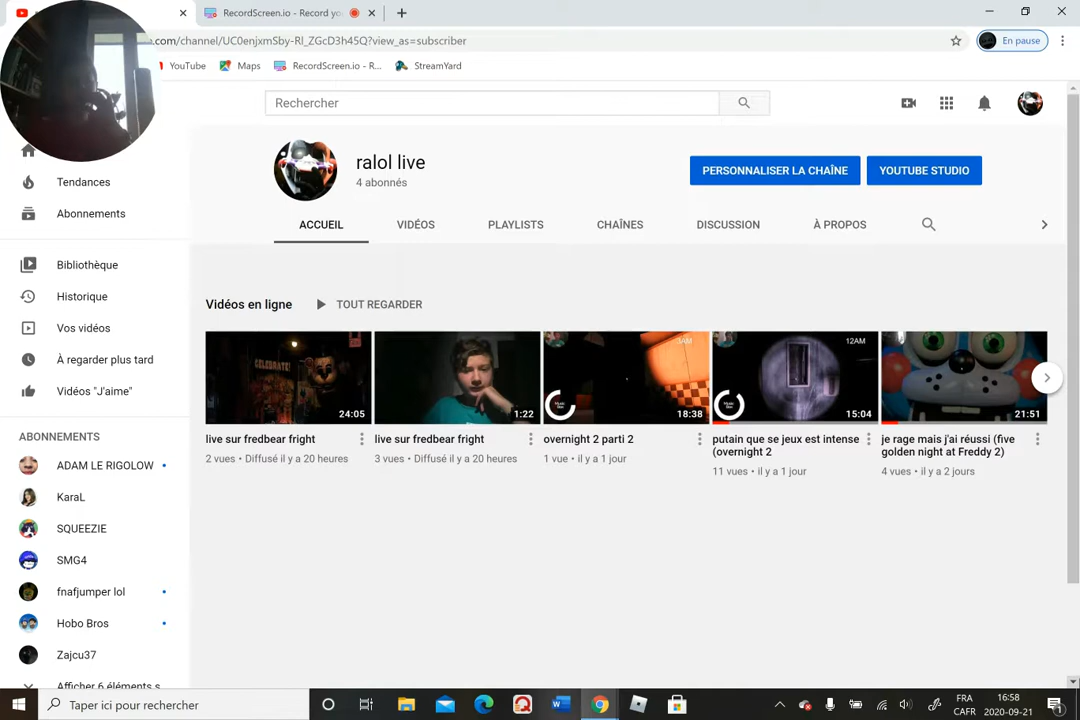 RecordScreen.io - Record yo
.com/channel/UC0enjxmSby-Rl_ZGcD3h45Q?view_as=subscriber
En pause
YouTube
Maps
RecordScreen.io - R...
StreamYard
Rechercher
ralol live
4 abonnés
PERSONNALISER LA CHAÎNE
YOUTUBE STUDIO
ACCUEIL
VIDÉOS
PLAYLISTS
CHAÎNES
DISCUSSION
À PROPOS
Tendances
Abonnements
Bibliothèque
Historique
Vos vidéos
À regarder plus tard
Vidéos "J'aime"
ABONNEMENTS
ADAM LE RIGOLOW
KaraL
SQUEEZIE
SMG4
fnafjumper lol
Hobo Bros
Zajcu37
Afficher 6 éléments s
Vidéos en ligne
TOUT REGARDER
CELEBRATE!
24:05
live sur fredbear fright
2 vues • Diffusé il y a 20 heures
1:22
live sur fredbear fright
3 vues • Diffusé il y a 20 heures
3AM
18:38
overnight 2 parti 2
1 vue • il y a 1 jour
12AM
15:04
putain que se jeux est intense
(overnight 2
11 vues • il y a 1 jour
21:51
je rage mais j'ai réussi (five
golden night at Freddy 2)
4 vues • il y a 2 jours
Taper ici pour rechercher
FRA
CAFR
16:58
2020-09-21